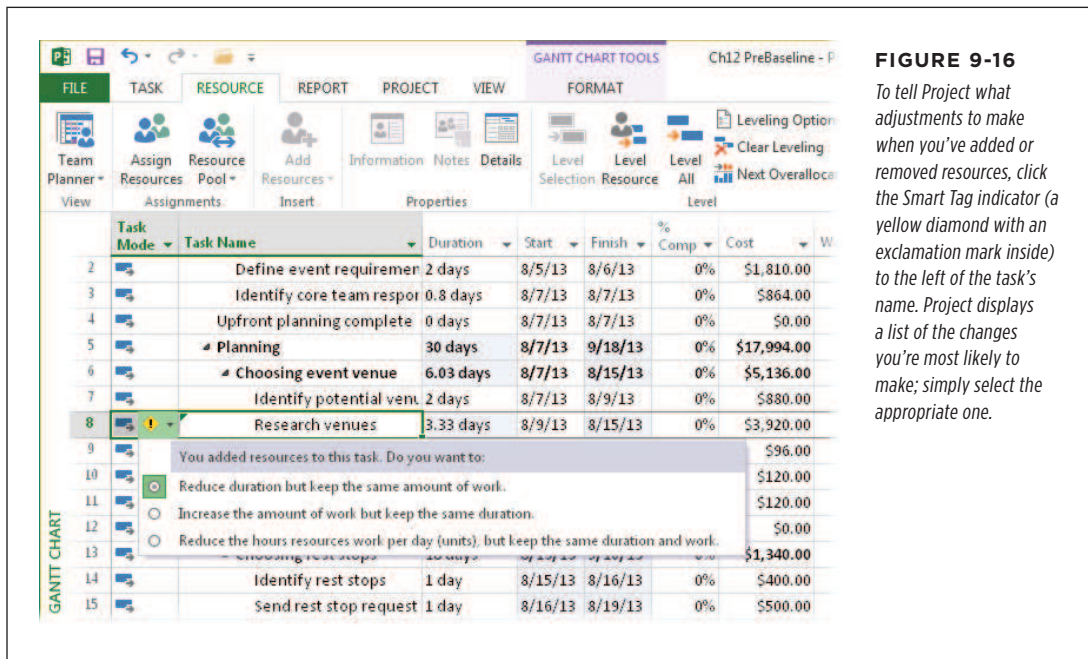 GANTT CHART TOOLS Ch12 PreBaseline - P
FILE TASK RESOURCE REPORT PROJECT VIEW FORMAT
Team Planner
Assign Resources
Resource Pool
Add Resources
Information Notes Details
Level Selection
Level Resource
Level All
Leveling Option
Clear Leveling
Next Overalloca
View Assignments Insert Properties Level
Task Mode Task Name Duration Start Finish % Comp Cost W
2 Define event requiremer 2 days 8/5/13 8/6/13 0% $1,810.00
3 Identify core team respor 0.8 days 8/7/13 8/7/13 0% $864.00
4 Upfront planning complete 0 days 8/7/13 8/7/13 0% $0.00
5 Planning 30 days 8/7/13 9/18/13 0% $17,994.00
6 Choosing event venue 6.03 days 8/7/13 8/15/13 0% $5,136.00
7 Identify potential venu 2 days 8/7/13 8/9/13 0% $880.00
8 Research venues 3.33 days 8/9/13 8/15/13 0% $3,920.00
9 $96.00
You added resources to this task. Do you want to:
10 $120.00
Reduce duration but keep the same amount of work.
11 $120.00
Increase the amount of work but keep the same duration.
12 $0.00
Reduce the hours resources work per day (units), but keep the same duration and work.
13 Choosing rest stops $1,340.00
14 Identify rest stops 1 day 8/15/13 8/16/13 0% $400.00
15 Send rest stop request 1 day 8/16/13 8/19/13 0% $500.00
GANTT CHART
FIGURE 9-16
To tell Project what
adjustments to make
when you've added or
removed resources, click
the Smart Tag indicator (a
yellow diamond with an
exclamation mark inside)
to the left of the task's
name. Project displays
a list of the changes
you're most likely to
make; simply select the
appropriate one.